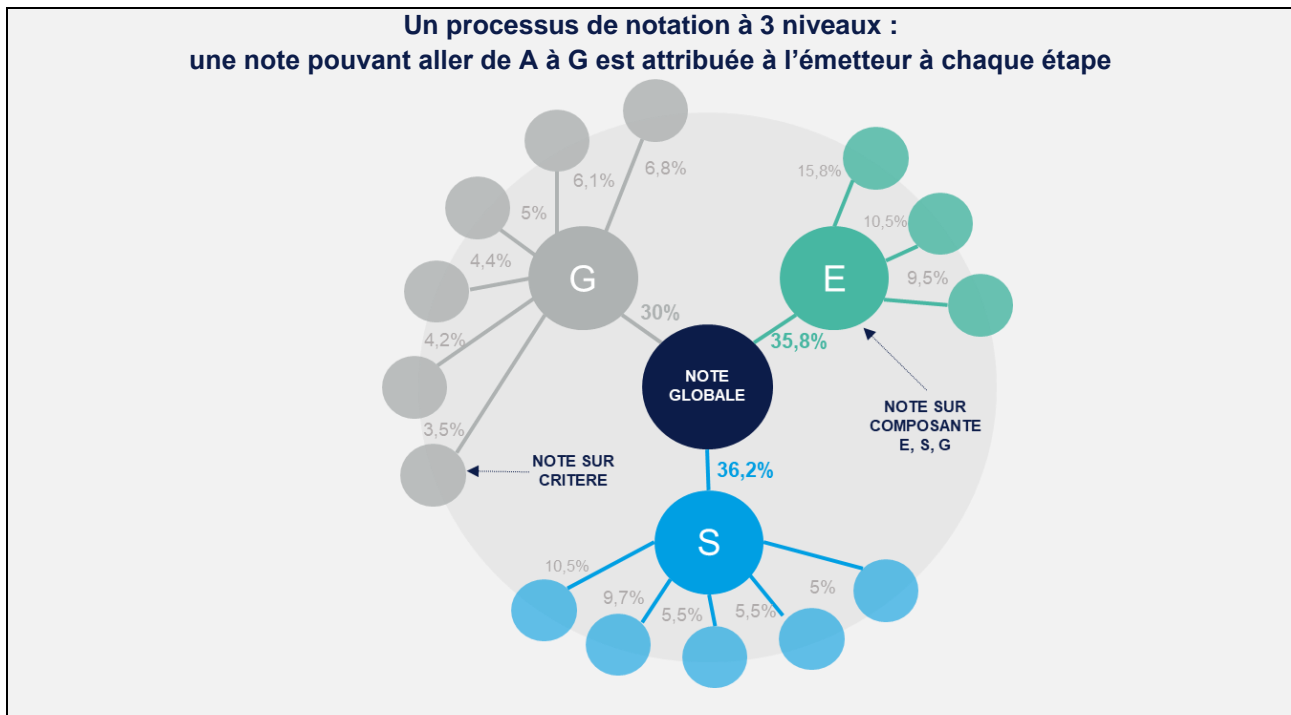 Un processus de notation à 3 niveaux :
une note pouvant aller de A à G est attribuée à l’émetteur à chaque étape
6,8%
6,1%
5%
4,4%
4,2%
3,5%
G
30%
15,8%
10,5%
9,5%
E
35,8%
NOTE
GLOBALE
NOTE SUR
COMPOSANTE
E, S, G
NOTE SUR
CRITERE
36,2%
S
10,5%
9,7%
5,5%
5,5%
5%